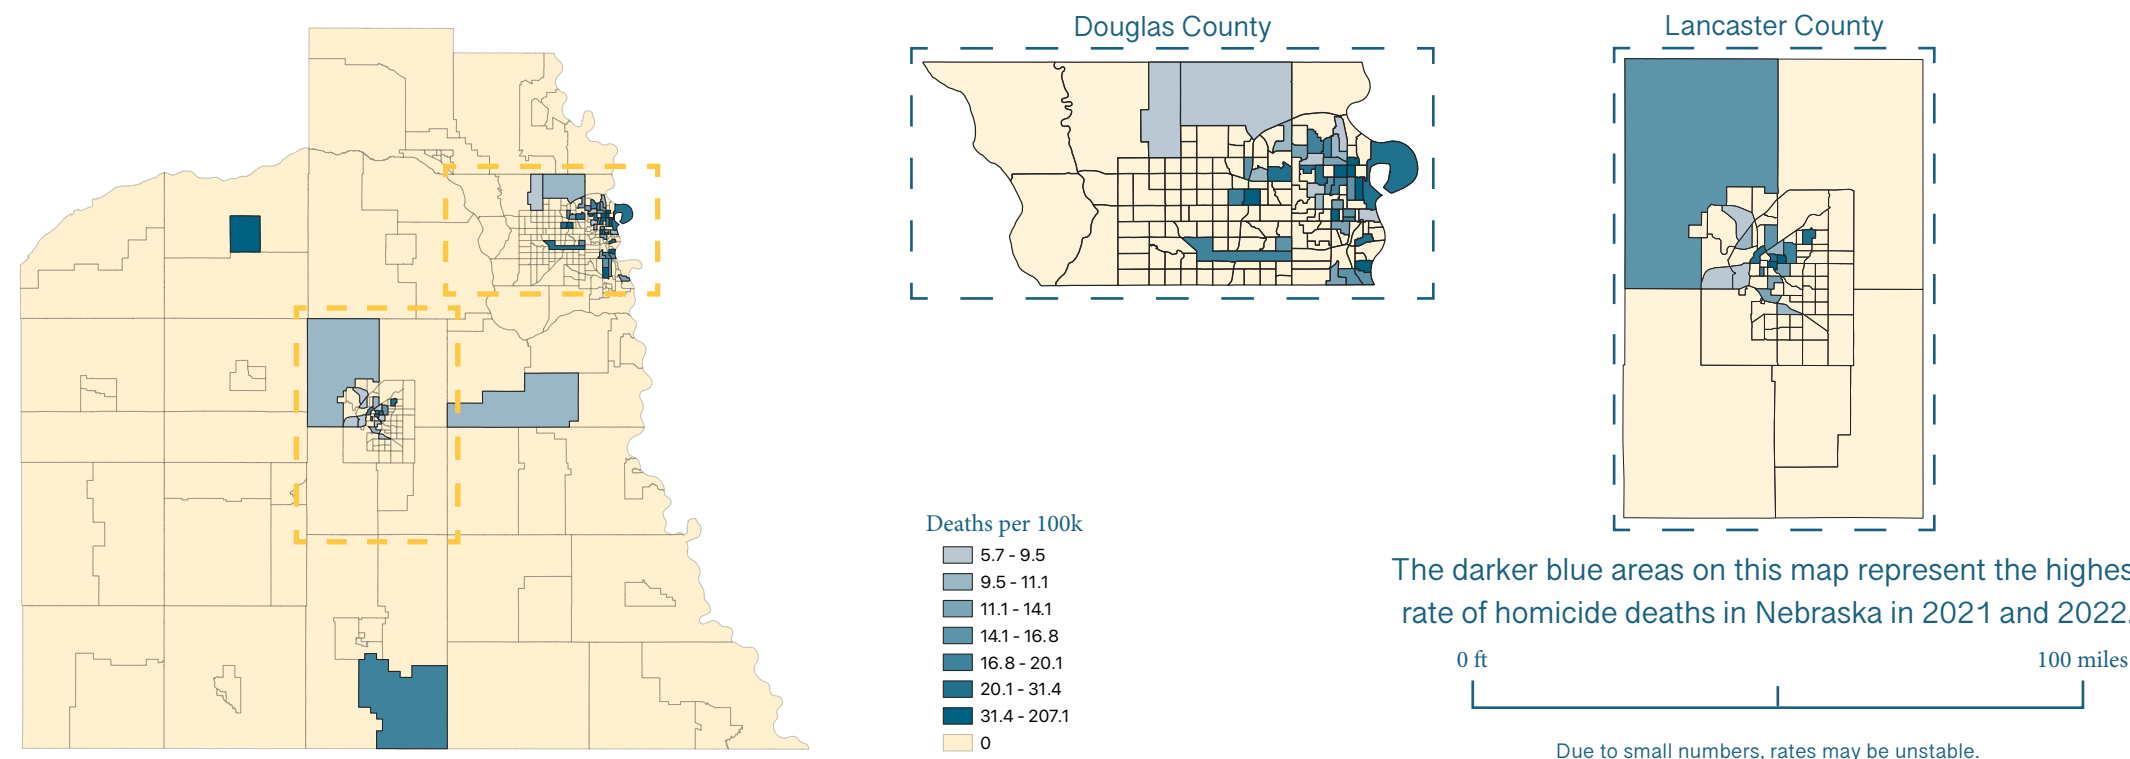 Douglas County
Lancaster County
Deaths per 100k
5.7 - 9.5
9.5 - 11.1
11.1 - 14.1
14.1 - 16.8
16.8 - 20.1
20.1 - 31.4
31.4 - 207.1
0
The darker blue areas on this map represent the highes
rate of homicide deaths in Nebraska in 2021 and 2022.
0 ft
100 miles
Due to small numbers, rates may be unstable.